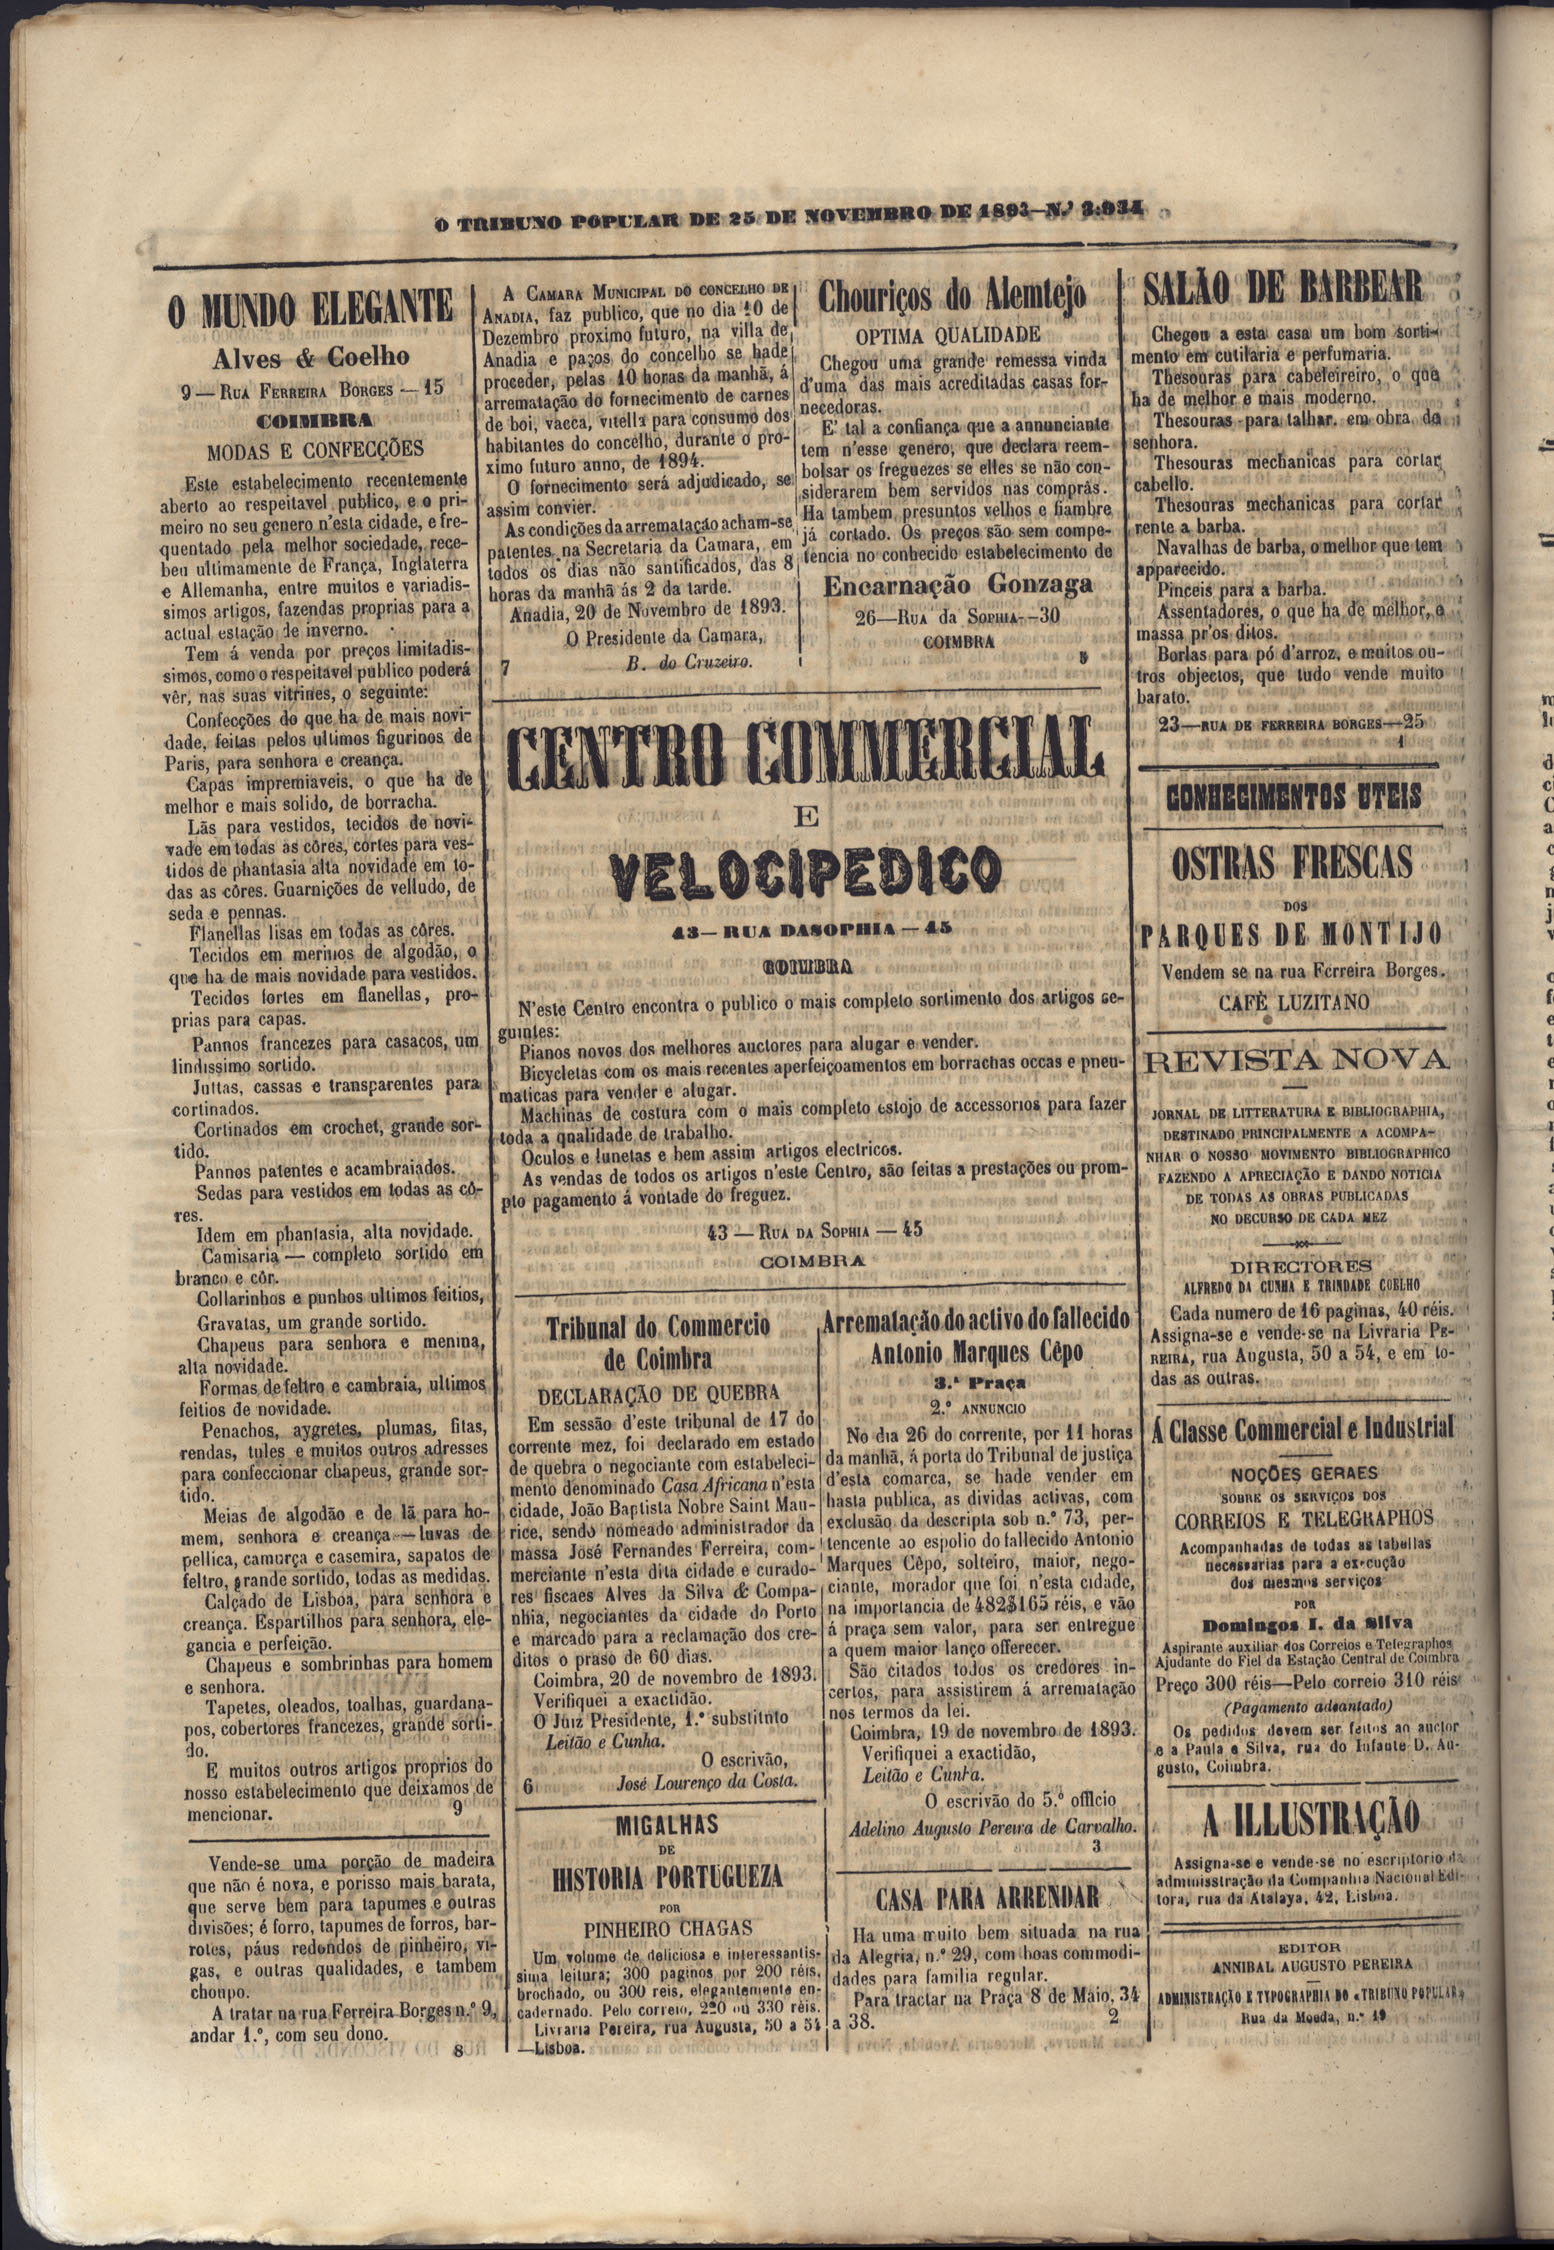 O TRIBUNO POPULAR DE 25 DE NOVEMBRO DE 1893—N.º 3:934
O MUNDO ELEGANTE
Alves & Coelho
9 — RUA FERREIRA BORGES — 15
COIMBRA
MODAS E CONFECÇÕES
Este estabelecimento recentemente
aberto ao respeitavel publico, e o pri-
meiro no seu genero n'esta cidade, e fre-
quentado pela melhor sociedade, rece-
beu ultimamente de França, Inglaterra
e Allemanha, entre muitos e variadis-
simos artigos, fazendas proprias para a
actual estação de inverno.
Tem á venda por preços limitadis-
simos, como o respeitavel publico poderá
vêr, nas suas vitrines, o seguinte:
Confecções do que ha de mais novi-
dade, feitas pelos ultimos figurinos de
Paris, para senhora e creança.
Capas impremiaveis, o que ha de
melhor e mais solido, de borracha.
Lãs para vestidos, tecidos de novi-
vade em todas as côres, córtes para ves-
tidos de phantasia alta novidade em to-
das as côres. Guarnições de velludo, de
seda e pennas.
Flanellas lisas em todas as côres.
Tecidos em merinos de algodão, o
que ha de mais novidade para vestidos.
Tecidos fortes em flanellas, pro-
prias para capas.
Pannos francezes para casacos, um
lindissimo sortido.
Juttas, cassas e transparentes para
cortinados.
Cortinados em crochet, grande sor-
tido.
Pannos patentes e acambraiados.
Sedas para vestidos em todas as cô-
res.
Idem em phantasia, alta novidade.
Camisaria — completo sortido em
branco e côr.
Collarinhos e punhos ultimos feitios,
Gravatas, um grande sortido.
Chapeus para senhora e menina,
alta novidade.
Formas de feltro e cambraia, ultimos
feitios de novidade.
Penachos, aygretes, plumas, fitas,
rendas, tules e muitos outros adresses
para confeccionar chapeus, grande sor-
tido.
Meias de algodão e de lã para ho-
mem, senhora e creança — luvas de
pellica, camurça e casemira, sapatos de
feltro, grande sortido, todas as medidas.
Calçado de Lisboa, para senhora e
creança. Espartilhos para senhora, ele-
gancia e perfeição.
Chapeus e sombrinhas para homem
e senhora.
Tapetes, oleados, toalhas, guardana-
pos, cobertores francezes, grande sorti-
do.
E muitos outros artigos proprios do
nosso estabelecimento que deixamos de
mencionar. 9
Vende-se uma porção de madeira
que não é nova, e porisso mais barata,
que serve bem para tapumes e outras
divisões; é forro, tapumes de forros, bar-
rotes, páus redondos de pinheiro, vi-
gas, e outras qualidades, e tambem
choupo.
A tratar na rua Ferreira Borges n.º 9,
andar 1.º, com seu dono.
8
A CAMARA MUNICIPAL DO CONCELHO DE
ANADIA, faz publico, que no dia 10 de
Dezembro proximo futuro, na villa de
Anadia e paços do concelho se hade
proceder, pelas 10 horas da manhã, á
arrematação do fornecimento de carnes
de boi, vacca, vitella para consumo dos
habitantes do concelho, durante o pro-
ximo futuro anno, de 1894.
O fornecimento será adjudicado, se
assim convier.
As condições da arrematação acham-se
patentes na Secretaria da Camara, em
todos os dias não santificados, das 8
horas da manhã ás 2 da tarde.
Anadia, 20 de Novembro de 1893.
O Presidente da Camara,
7 B. do Cruzeiro.
Chouriços do Alemtejo
OPTIMA QUALIDADE
Chegou uma grande remessa vinda
d'uma das mais acreditadas casas for-
necedoras.
E' tal a confiança que a annunciante
tem n'esse genero, que declara reem-
bolsar os freguezes se elles se não con-
siderarem bem servidos nas compras.
Ha tambem presuntos velhos e fiambre
já cortado. Os preços são sem compe-
tencia no conhecido estabelecimento de
Encarnação Gonzaga
26—RUA da SOPHIA--30
COIMBRA
5
CENTRO COMMERCIAL
E
VELOCIPEDICO
43— RUA DASOPHIA — 45
COIMBRA
N'este Centro encontra o publico o mais completo sortimento dos artigos se-
guintes:
Pianos novos dos melhores auctores para alugar e vender.
Bicycletas com os mais recentes aperfeiçoamentos em borrachas occas e pneu-
maticas para vender e alugar.
Machinas de costura com o mais completo estojo de accessorios para fazer
toda a qnalidade de trabalho.
Oculos e lunetas e bem assim artigos electricos.
As vendas de todos os artigos n'este Centro, são feitas a prestações ou prom-
pto pagamento á vontade do freguez.
43 — RUA DA SOPHIA — 45
COIMBRA
Tribunal do Commercio
de Coimbra
DECLARAÇÃO DE QUEBRA
Em sessão d'este tribunal de 17 do
corrente mez, foi declarado em estado
de quebra o negociante com estabeleci-
mento denominado Casa Africana n'esta
cidade, João Baptista Nobre Saint Mau-
rice, sendo nomeado administrador da
massa José Fernandes Ferreira, com-
merciante n'esta dita cidade e curado-
res fiscaes Alves da Silva & Compa-
nhia, negociantes da cidade do Porto
e marcado para a reclamação dos cre-
ditos o praso de 60 dias.
Coimbra, 20 de novembro de 1893.
Verifiquei a exactidão.
O Juiz Presidente, 1.º substitnto
Leitão e Cunha.
O escrivão,
6 José Lourenço da Costa.
MIGALHAS
DE
HISTORIA PORTUGUEZA
POR
PINHEIRO CHAGAS
Um volume de deliciosa e interessantis-
sima leitura; 300 paginos por 200 réis,
brochado, ou 300 reis, elegantemente en-
cadernado. Pelo correio, 220 ou 330 réis.
Livraria Pereira, rua Augusta, 50 a 54
—Lisboa.
Arrematação do activo do fallecido
Antonio Marques Cêpo
3.ª Praça
2.º ANNUNCIO
No dia 26 do corrente, por 11 horas
da manhã, á porta do Tribunal de justiça
d'esta comarca, se hade vender em
hasta publica, as dividas activas, com
exclusão da descripta sob n.º 73, per-
tencente ao espolio do fallecido Antonio
Marques Cêpo, solteiro, maior, nego-
ciante, morador que foi n'esta cidade,
na importancia de 482$165 réis, e vão
á praça sem valor, para ser entregue
a quem maior lanço offerecer.
São citados todos os credores in-
certos, para assistirem á arrematação
nos termos da lei.
Coimbra, 19 de novembro de 1893.
Verifiquei a exactidão,
Leitão e Cunha.
O escrivão do 5.º officio
Adelino Augusto Pereira de Carvalho.
3
CASA PARA ARRENDAR
Ha uma muito bem situada na rua
da Alegria, n.º 29, com boas commodi-
dades para familia regular.
Para tractar na Praça 8 de Maio, 34
a 38. 2
SALÃO DE BARBEAR
Chegou a esta casa um bom sorti-
mento em cutilaria e perfumaria.
Thesouras para cabeleireiro, o que
ha de melhor e mais moderno.
Thesouras para talhar em obra de
senhora.
Thesouras mechanicas para cortar
cabello.
Thesouras mechanicas para cortar
rente a barba.
Navalhas de barba, o melhor que tem
apparecido.
Pinceis para a barba.
Assentadores, o que ha de melhor, e
massa pr'os ditos.
Borlas para pó d'arroz, e muitos ou-
tros objectos, que tudo vende muito
barato.
23—RUA DE FERREIRA BORGES—25
1
CONHECIMENTOS UTEIS
OSTRAS FRESCAS
DOS
PARQUES DE MONTIJO
Vendem se na rua Ferreira Borges.
CAFÉ LUZITANO
REVISTA NOVA
JORNAL DE LITTERATURA E BIBLIOGRAPHIA,
DESTINADO PRINCIPALMENTE A ACOMPA-
NHAR O NOSSO MOVIMENTO BIBLIOGRAPHICO
FAZENDO A APRECIAÇÃO E DANDO NOTICIA
DE TODAS AS OBRAS PUBLICADAS
NO DECURSO DE CADA MEZ
DIRECTORES
ALFREDO DA CUNHA E TRINDADE COELHO
Cada numero de 16 paginas, 40 réis.
Assigna-se e vende-se na Livraria PE-
REIRA, rua Augusta, 50 a 54, e em to-
das as outras.
Á Classe Commercial e Industrial
NOÇÕES GERAES
SOBRE OS SERVIÇOS DOS
CORREIOS E TELEGRAPHOS
Acompanhadas de todas as tabellas
necessarias para a execução
dos mesmos serviços
POR
Domingos I. da Silva
Aspirante auxiliar dos Correios e Telegraphos
Ajudante do Fiel da Estação Central de Coimbra
Preço 300 réis—Pelo correio 310 réis
(Pagamento adeantado)
Os pedidos devem ser feitos ao auctor
e a Paula e Silva, rua do Infante D. Au-
gusto, Coimbra.
A ILLUSTRAÇÃO
Assigna-se e vende-se no escriptorio da
adminisstração da Companhia Nacional Edi-
tora, rua da Atalaya, 42, Lisboa.
EDITOR
ANNIBAL AUGUSTO PEREIRA
ADMINISTRAÇÃO E TYPOGRAPHIA DO «TRIBUNO POPULAR»
Rua da Moeda, n.º 19